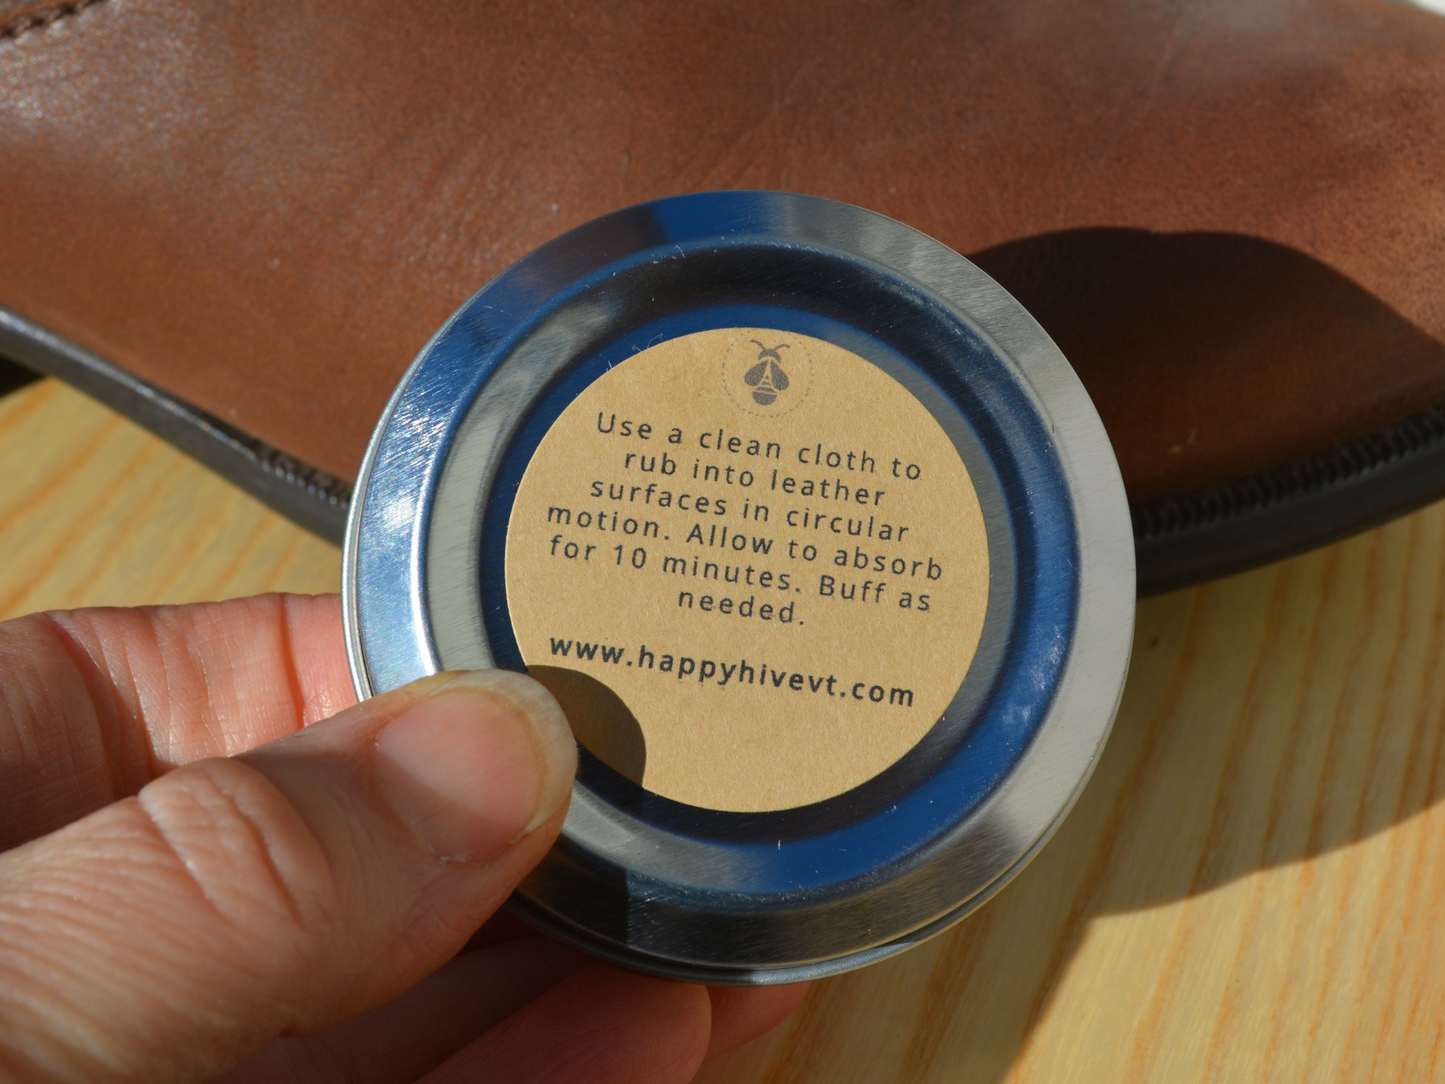 Use a clean cloth to
rub into leather
surfaces in circular
motion. Allow to absorb
for 10 minutes. Buff as
needed.
www.happyhivevt.com